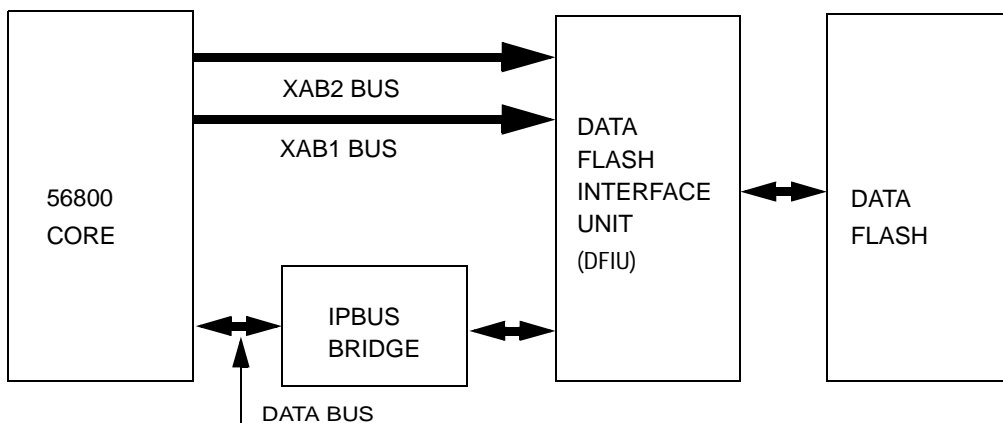 XAB2 BUS
XAB1 BUS
56800
CORE
DATA
FLASH
INTERFACE
UNIT
(DFIU)
DATA
FLASH
IPBUS
BRIDGE
DATA BUS